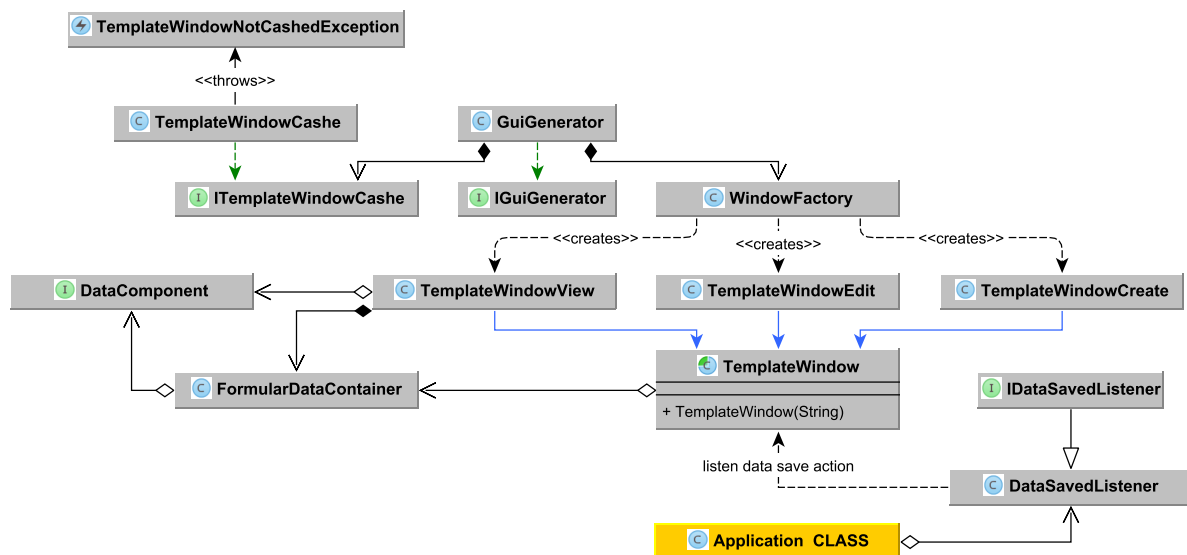 TemplateWindowNotCashedException
<<throws>>
TemplateWindowCashe
GuiGenerator
ITemplateWindowCashe
IGuiGenerator
WindowFactory
<<creates>>
<<creates>>
<<creates>>
DataComponent
TemplateWindowView
TemplateWindowEdit
TemplateWindowCreate
TemplateWindow
FormularDataContainer
IDataSavedListener
+ TemplateWindow(String)
listen data save action
DataSavedListener
Application CLASS